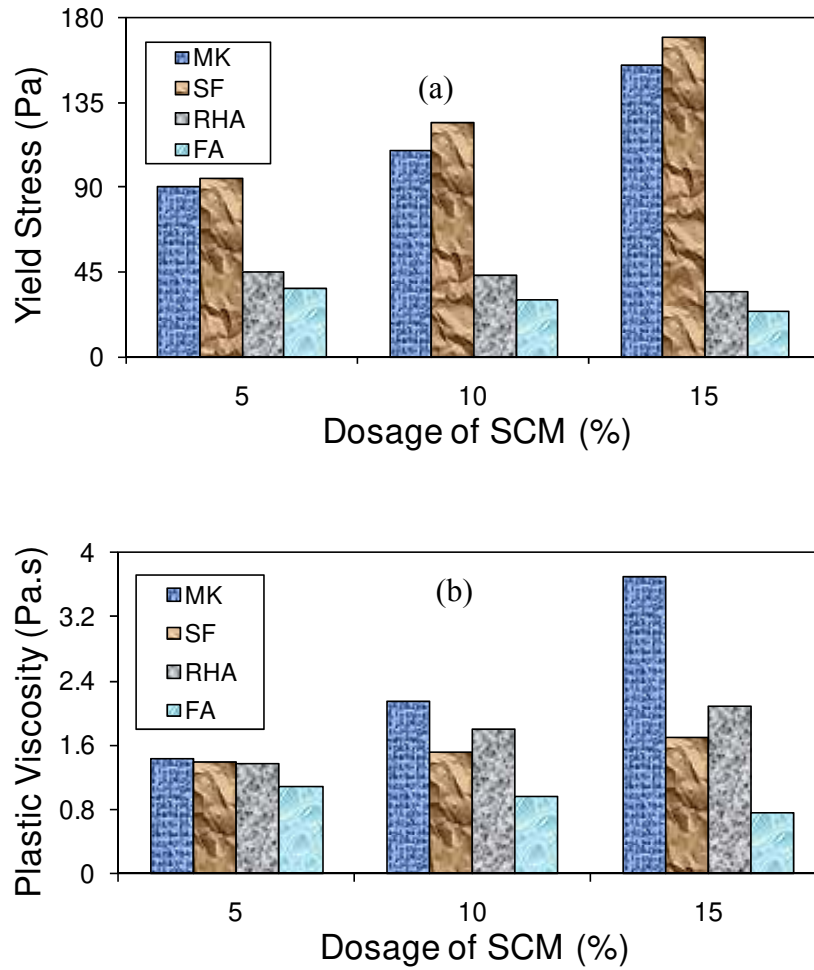 180
135
90
45
0
Yield Stress (Pa)
MK
SF
RHA
FA
(a)
5 10 15
Dosage of SCM (%)
4
3.2
2.4
1.6
0.8
0
Plastic Viscosity (Pa.s)
MK
SF
RHA
FA
(b)
5 10 15
Dosage of SCM (%)